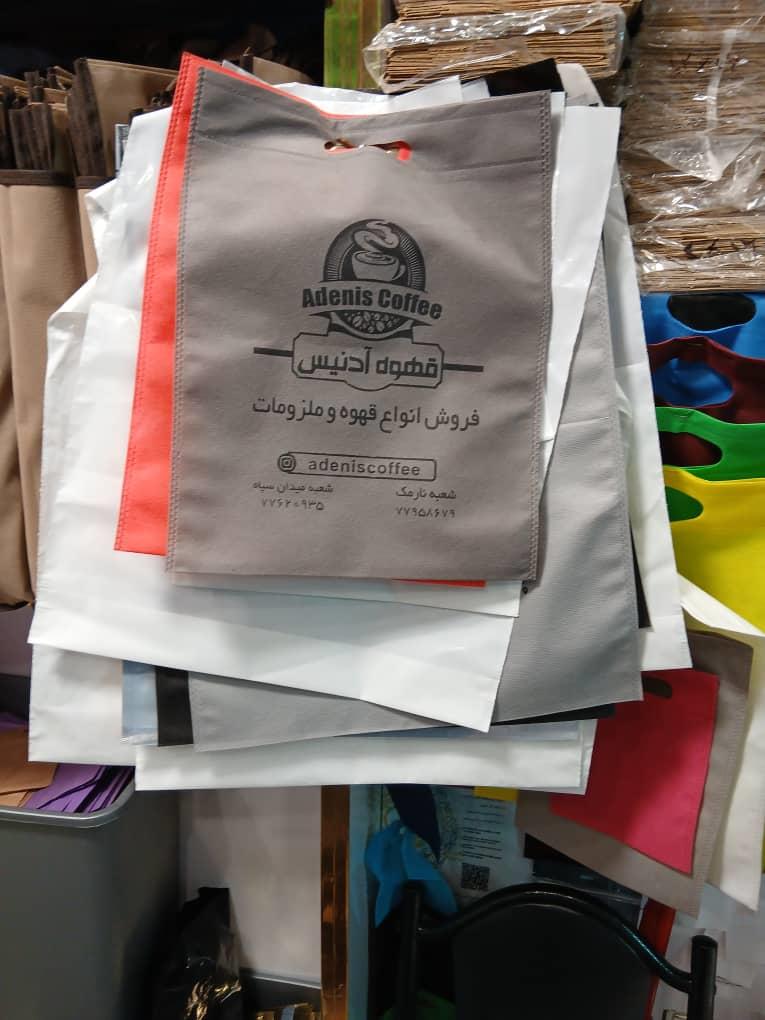 Adenis Coffee
قهوه آدنیس
فروش انواع قهوه و ملزومات
adeniscoffee
شعبه نارمک
۷۷۹۵۸۶۷۹
شعبه میدان سپاه
۷۷۶۲۰۹۳۵